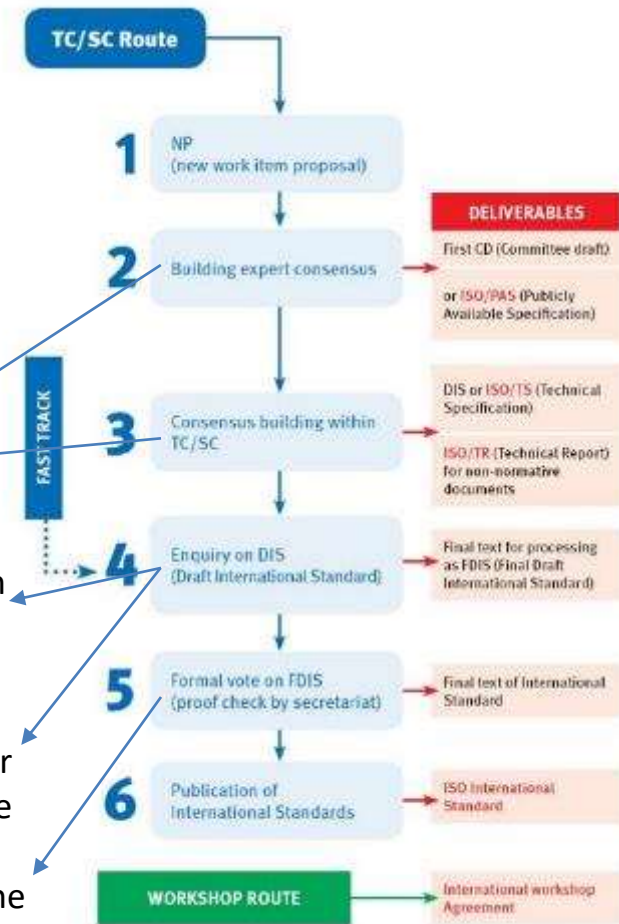 TC/SC Route
1
NP
(new work item proposal)
DELIVERABLES
2
Building expert consensus
First CD (Committee draft)
or ISO/PAS (Publicly
Available Specification)
FAST TRACK
3
Consensus building within
TC/SC
DIS or ISO/TS (Technical
Specification)
ISO/TR (Technical Report)
for non-normative
documents
4
Enquiry on DIS
(Draft International Standard)
Final text for processing
as FDIS (Final Draft
International Standard)
5
Formal vote on FDIS
(proof check by secretariat)
Final text of International
Standard
6
Publication of
International Standards
ISO International
Standard
WORKSHOP ROUTE
International workshop
Agreement